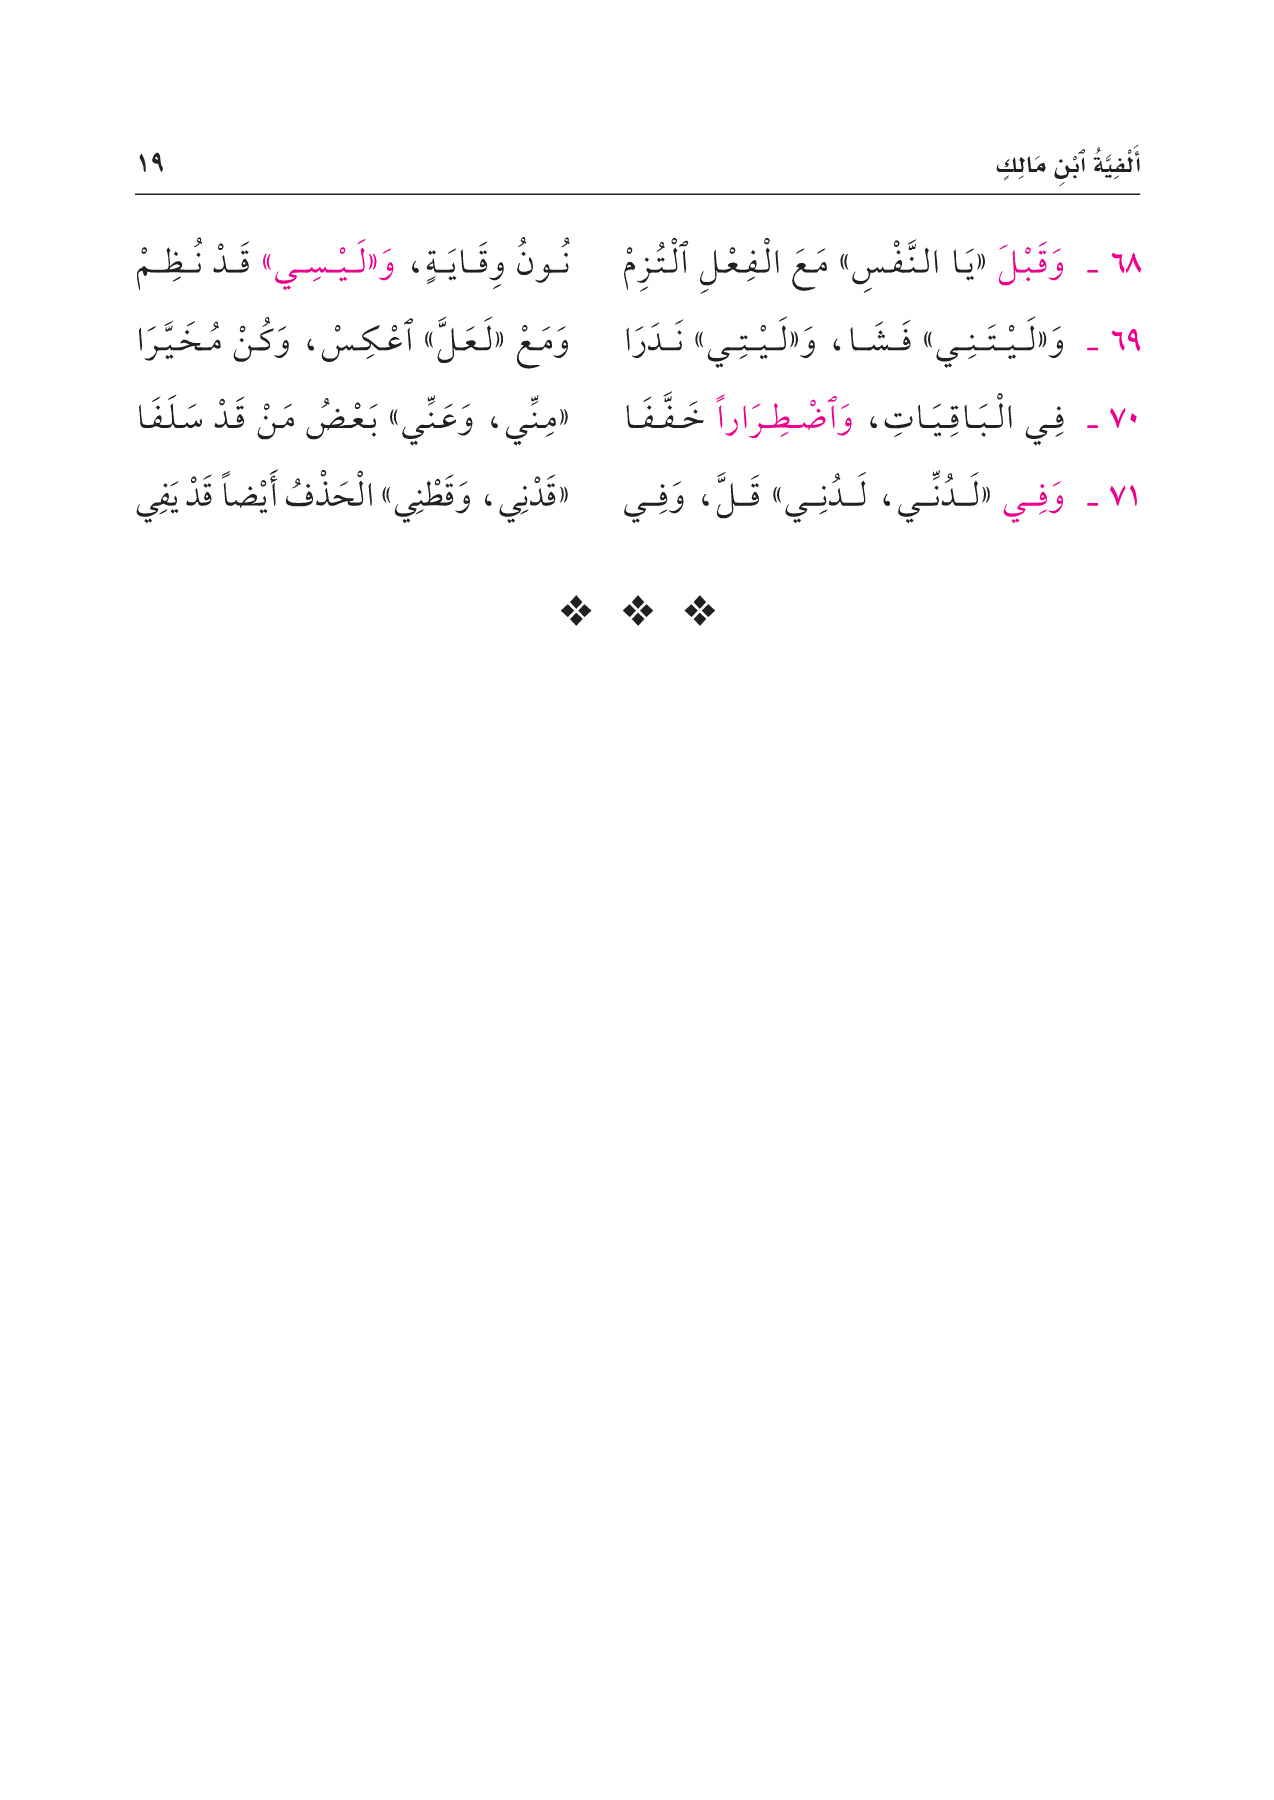 أَلْفِيَّةُ ٱبْنِ مَالِكٍ ١٩
٦٨ ـ وَقَبْلَ «يَا النَّفْسِ» مَعَ الْفِعْلِ ٱلْتُزِمْ نُونُ وِقَايَةٍ، وَ«لَيْسِي» قَدْ نُظِمْ
٦٩ ـ وَ«لَيْتَنِي» فَشَا، وَ«لَيْتِي» نَدَرَا وَمَعْ «لَعَلَّ» ٱعْكِسْ، وَكُنْ مُخَيَّرَا
٧٠ ـ فِي الْبَاقِيَاتِ، وَٱضْطِرَاراً خَفَّفَا «مِنِّي، وَعَنِّي» بَعْضُ مَنْ قَدْ سَلَفَا
٧١ ـ وَفِي «لَدُنِّي، لَدُنِي» قَلَّ، وَفِي «قَدْنِي، وَقَطْنِي» الْحَذْفُ أَيْضاً قَدْ يَفِي